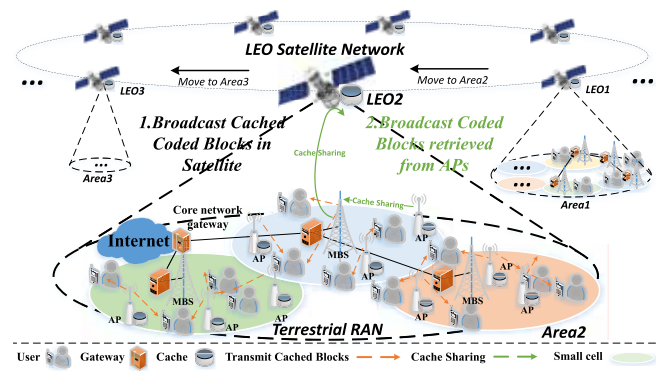 LEO Satellite Network
LEO3
Move to Area3
LEO2
Move to Area2
LEO1
1.Broadcast Cached
Coded Blocks in
Satellite
2.Broadcast Coded
Blocks retrieved
from APs
Cache Sharing
...
Area3
Area1
Cache Sharing
Core network
gateway
Internet
AP
MBS
AP
AP
MBS
AP
AP
MBS
AP
AP
AP
Terrestrial RAN
Area2
User
Gateway
Cache
Transmit Cached Blocks
Cache Sharing
Small cell